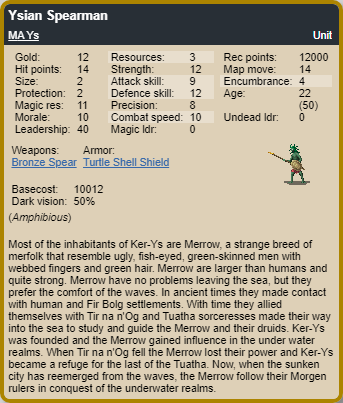 Ysian Spearman
MA Ys Unit
Gold: 12 Resources: 3 Rec points: 12000
Hit points: 14 Strength: 12 Map move: 14
Size: 2 Attack skill: 9 Encumbrance: 4
Protection: 2 Defence skill: 12 Age: 22
Magic res: 11 Precision: 8 (50)
Morale: 10 Combat speed: 10 Undead ldr: 0
Leadership: 40 Magic ldr: 0
Weapons: Armor:
Bronze Spear Turtle Shell Shield
Basecost: 10012
Dark vision: 50%
(Amphibious)
Most of the inhabitants of Ker-Ys are Merrow, a strange breed of
merfolk that resemble ugly, fish-eyed, green-skinned men with
webbed fingers and green hair. Merrow are larger than humans and
quite strong. Merrow have no problems leaving the sea, but they
prefer the comfort of the waves. In ancient times they made contact
with human and Fir Bolg settlements. With time they allied
themselves with Tir na n'Og and Tuatha sorceresses made their way
into the sea to study and guide the Merrow and their druids. Ker-Ys
was founded and the Merrow gained influence in the under water
realms. When Tir na n'Og fell the Merrow lost their power and Ker-Ys
became a refuge for the last of the Tuatha. Now, when the sunken
city has reemerged from the waves, the Merrow follow their Morgen
rulers in conquest of the underwater realms.